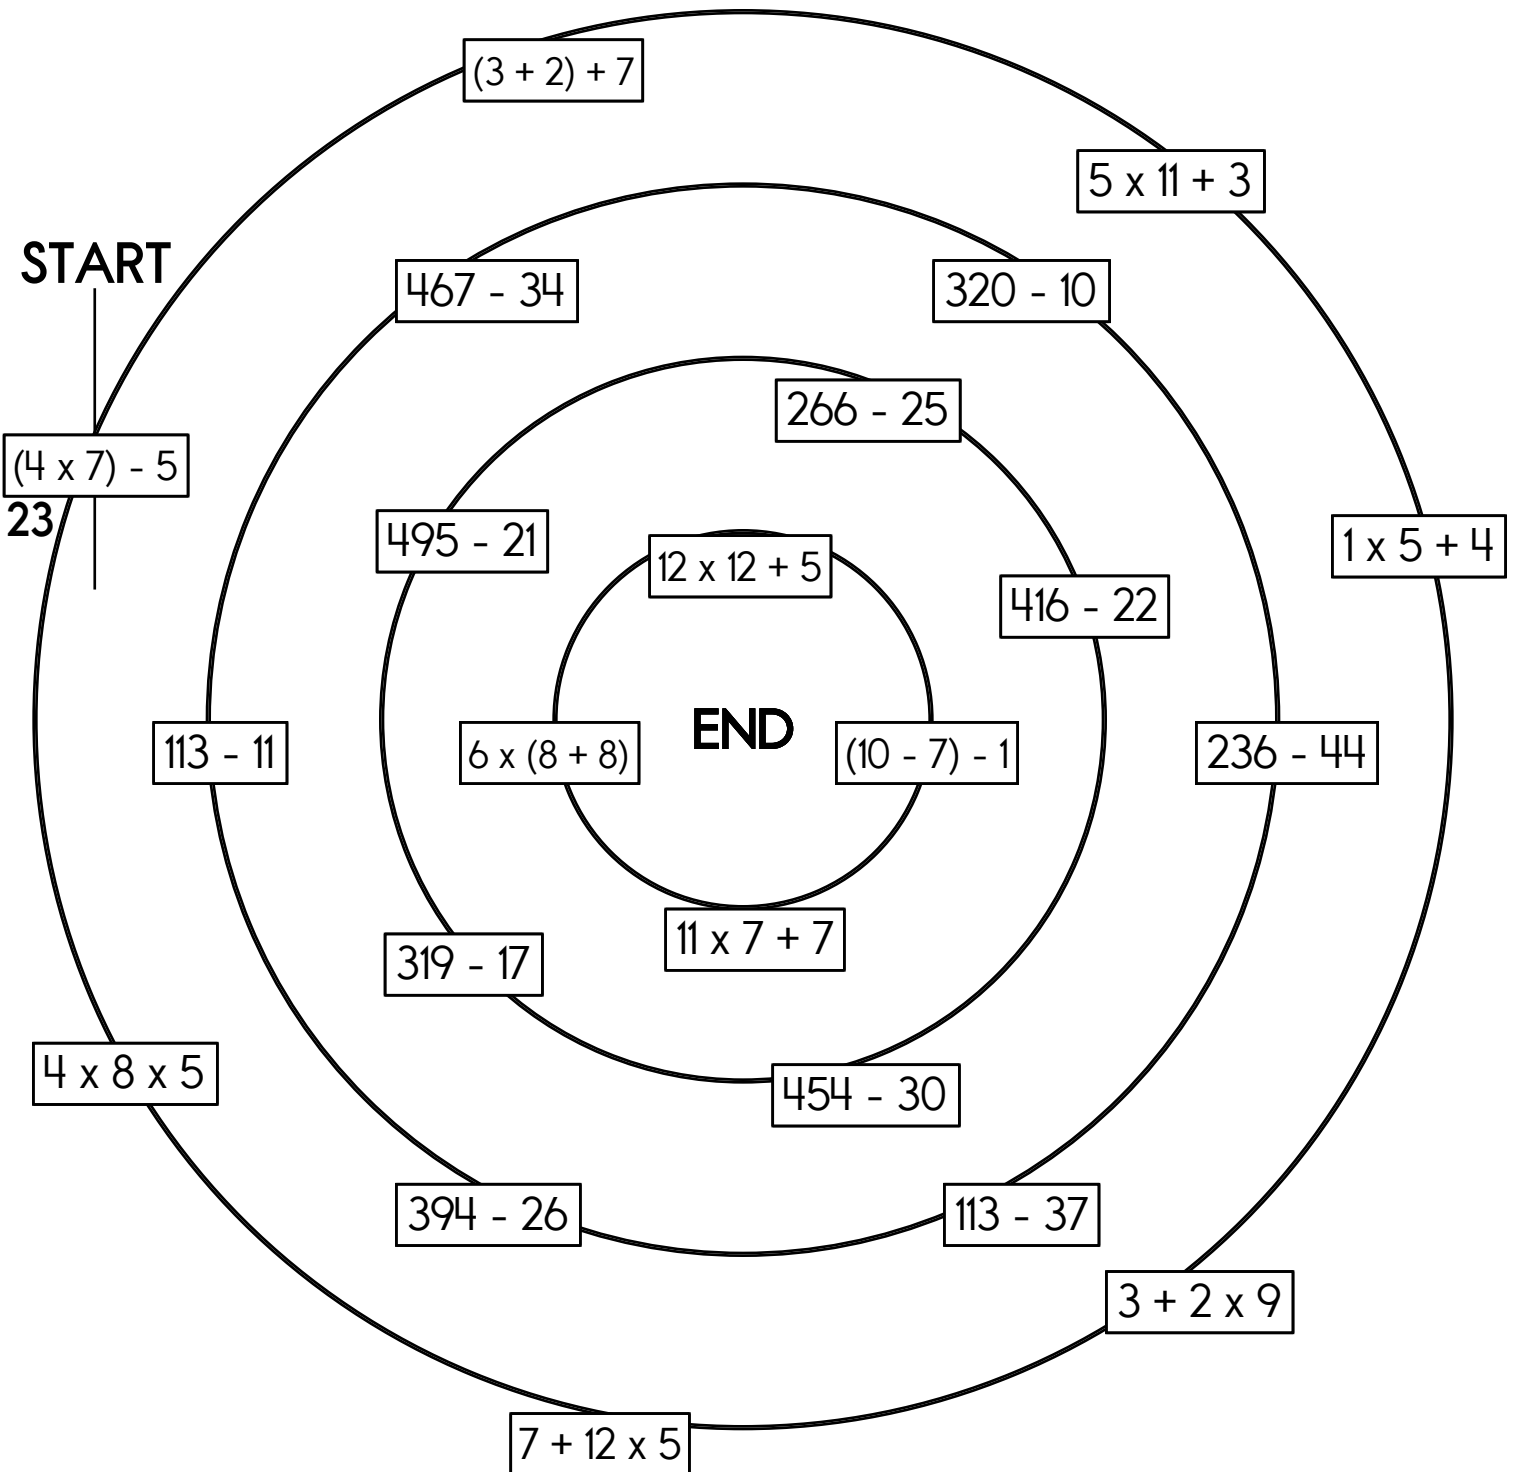 (3 + 2) + 7
5 x 11 + 3
START
467 - 34
320 - 10
266 - 25
(4 x 7) - 5
23
495 - 21
1 x 5 + 4
12 x 12 + 5
416 - 22
END
113 - 11
6 x (8 + 8)
(10 - 7) - 1
236 - 44
11 x 7 + 7
319 - 17
4 x 8 x 5
454 - 30
394 - 26
113 - 37
3 + 2 x 9
7 + 12 x 5